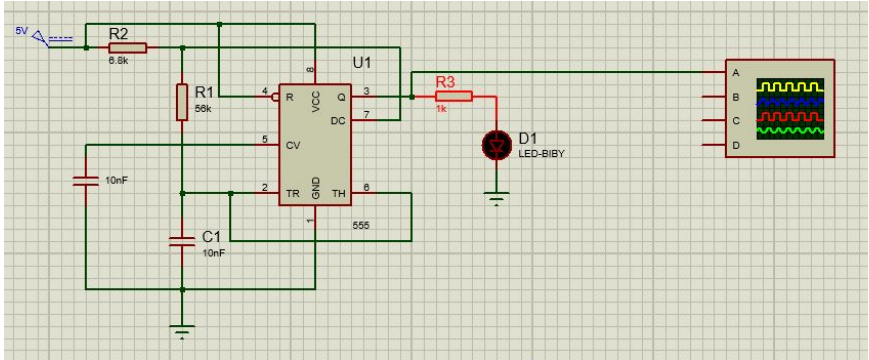 5V
R2
6.8k
U1
R1
56k
R3
1k
4
R
VCC
8
Q
3
DC
7
5
CV
2
TR
GND
1
TH
6
555
10nF
C1
10nF
D1
LED-BIBY
A
B
C
D